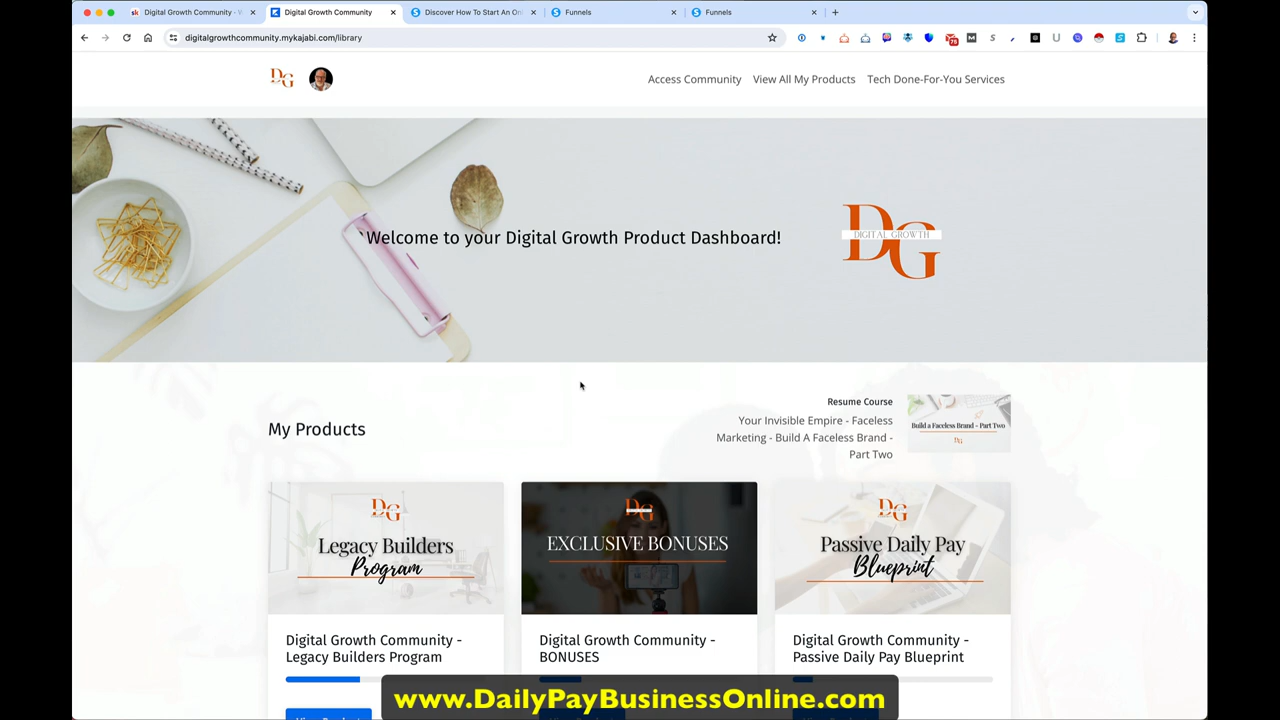 Digital Growth Community - W
Digital Growth Community
Discover How To Start An Onl
Funnels
Funnels
digitalgrowthcommunity.mykajabi.com/library
79
DG
Access Community
View All My Products
Tech Done-For-You Services
Welcome to your Digital Growth Product Dashboard!
DG
DIGITAL GROWTH
My Products
Resume Course
Your Invisible Empire - Faceless
Marketing - Build A Faceless Brand -
Part Two
Build a Faceless Brand - Part Two
DG
DG
Legacy Builders
Program
DG
EXCLUSIVE BONUSES
DG
Passive Daily Pay
Blueprint
Digital Growth Community -
Legacy Builders Program
Digital Growth Community -
BONUSES
Digital Growth Community -
Passive Daily Pay Blueprint
www.DailyPayBusinessOnline.com